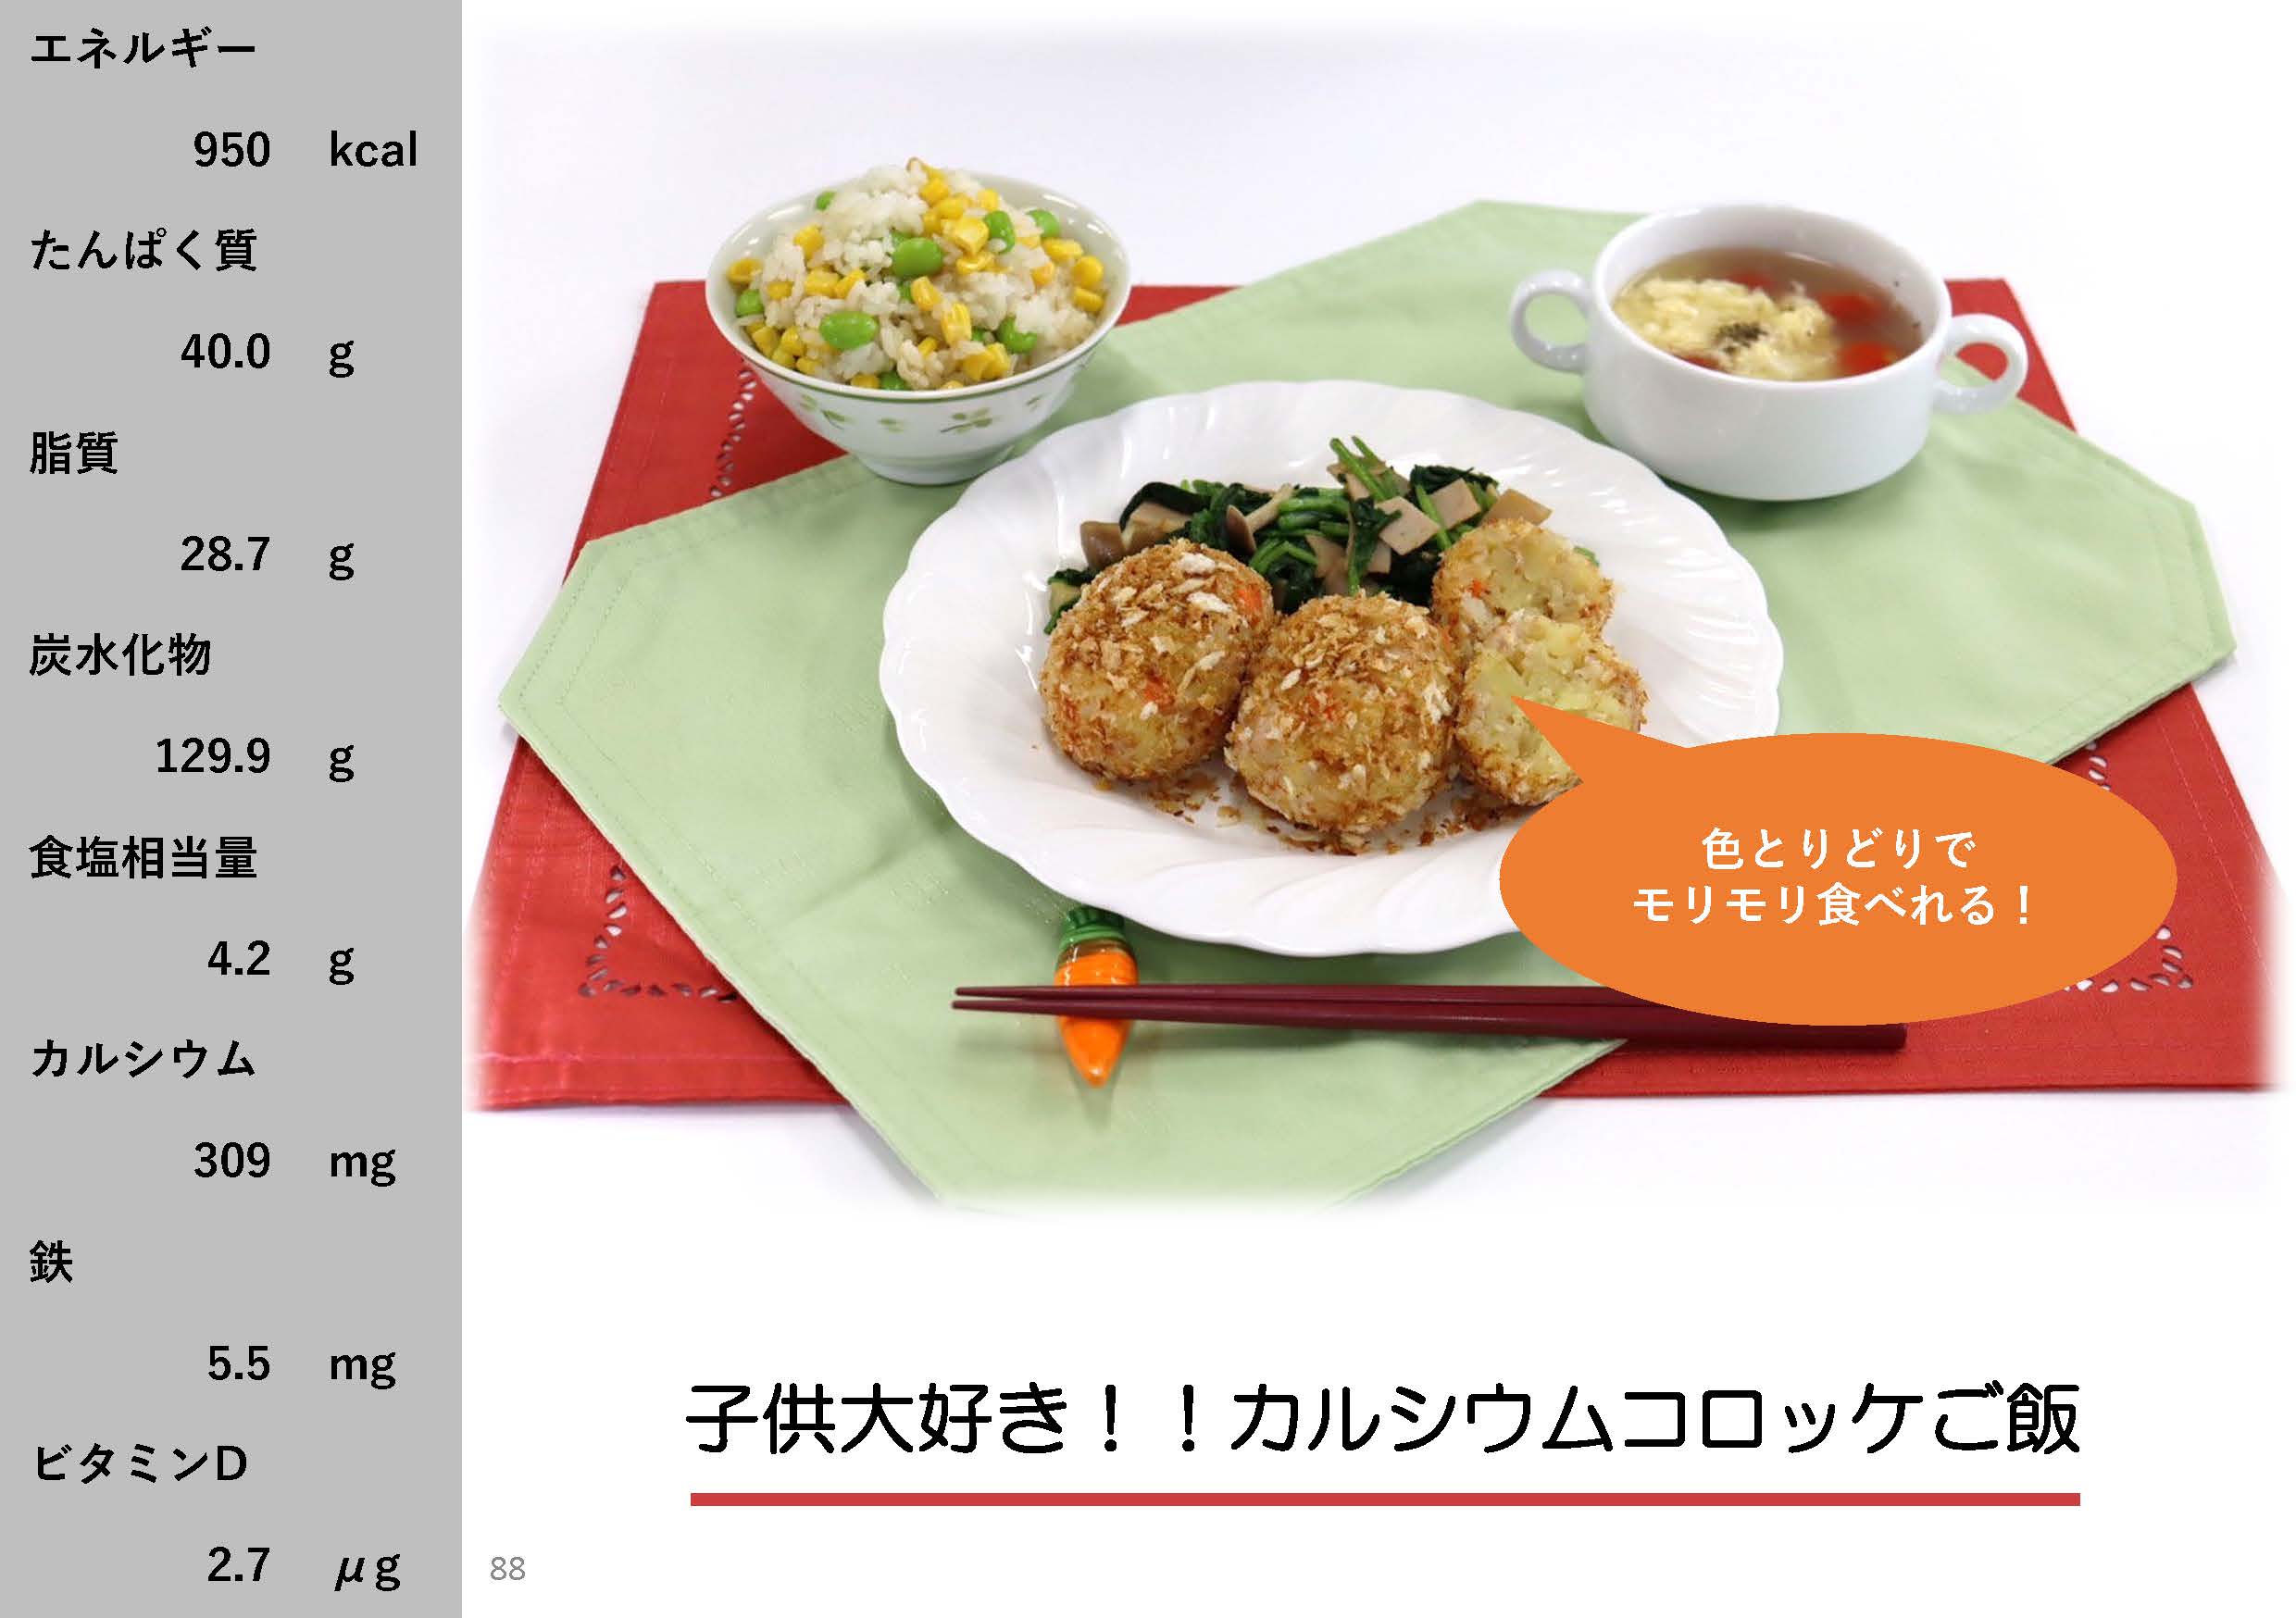 エネルギー
950 kcal
たんぱく質
40.0 g
脂質
28.7 g
炭水化物
129.9 g
食塩相当量
4.2 g
カルシウム
309 mg
鉄
5.5 mg
ビタミンD
2.7 μg
色とりどりで
モリモリ食べれる！
子供大好き！！カルシウムコロッケご飯
88